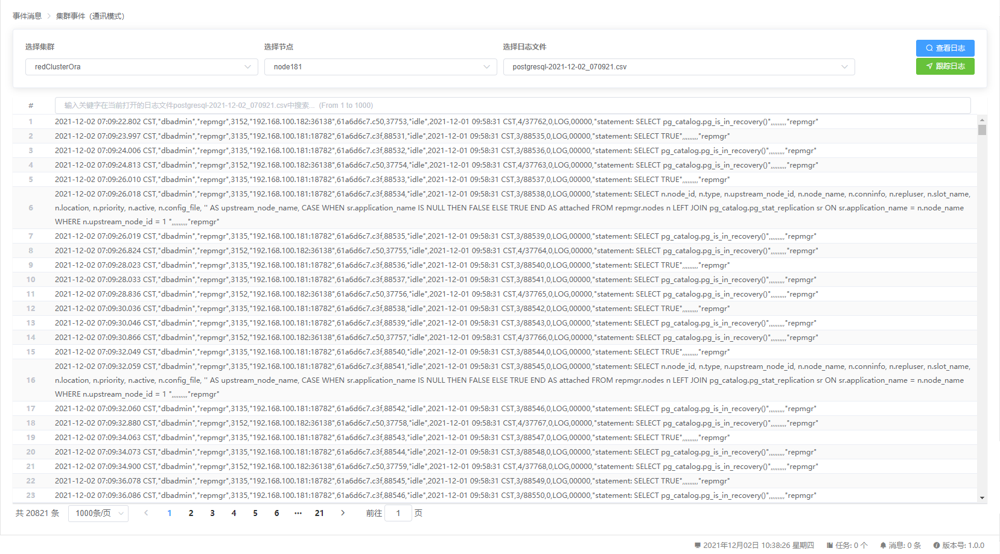 事件消息 > 集群事件（通讯模式）
选择集群 选择节点 选择日志文件
查看日志
redClusterOra node181 postgresql-2021-12-02_070921.csv
跟踪日志
# 输入关键字在当前打开的日志文件postgresql-2021-12-02_070921.csv中搜索... (From 1 to 1000)
1 2021-12-02 07:09:22.802 CST,"dbadmin","repmgr",3152,"192.168.100.182:36138",61a6d6c7.c50,37753,"idle",2021-12-01 09:58:31 CST,4/37762,0,LOG,00000,"statement: SELECT pg_catalog.pg_is_in_recovery()",,,,,,,,,"repmgr"
2 2021-12-02 07:09:23.997 CST,"dbadmin","repmgr",3135,"192.168.100.181:18782",61a6d6c7.c3f,88531,"idle",2021-12-01 09:58:31 CST,3/88535,0,LOG,00000,"statement: SELECT TRUE",,,,,,,,,"repmgr"
3 2021-12-02 07:09:24.006 CST,"dbadmin","repmgr",3135,"192.168.100.181:18782",61a6d6c7.c3f,88532,"idle",2021-12-01 09:58:31 CST,3/88536,0,LOG,00000,"statement: SELECT pg_catalog.pg_is_in_recovery()",,,,,,,,,"repmgr"
4 2021-12-02 07:09:24.813 CST,"dbadmin","repmgr",3152,"192.168.100.182:36138",61a6d6c7.c50,37754,"idle",2021-12-01 09:58:31 CST,4/37763,0,LOG,00000,"statement: SELECT pg_catalog.pg_is_in_recovery()",,,,,,,,,"repmgr"
5 2021-12-02 07:09:26.010 CST,"dbadmin","repmgr",3135,"192.168.100.181:18782",61a6d6c7.c3f,88533,"idle",2021-12-01 09:58:31 CST,3/88537,0,LOG,00000,"statement: SELECT TRUE",,,,,,,,,"repmgr"
2021-12-02 07:09:26.018 CST,"dbadmin","repmgr",3135,"192.168.100.181:18782",61a6d6c7.c3f,88534,"idle",2021-12-01 09:58:31 CST,3/88538,0,LOG,00000,"statement: SELECT n.node_id, n.type, n.upstream_node_id, n.node_name, n.conninfo, n.repluser, n.slot_name,
6 n.location, n.priority, n.active, n.config_file, '' AS upstream_node_name, CASE WHEN sr.application_name IS NULL THEN FALSE ELSE TRUE END AS attached FROM repmgr.nodes n LEFT JOIN pg_catalog.pg_stat_replication sr ON sr.application_name = n.node_name
WHERE n.upstream_node_id = 1 ",,,,,,,,,"repmgr"
7 2021-12-02 07:09:26.019 CST,"dbadmin","repmgr",3135,"192.168.100.181:18782",61a6d6c7.c3f,88535,"idle",2021-12-01 09:58:31 CST,3/88539,0,LOG,00000,"statement: SELECT pg_catalog.pg_is_in_recovery()",,,,,,,,,"repmgr"
8 2021-12-02 07:09:26.824 CST,"dbadmin","repmgr",3152,"192.168.100.182:36138",61a6d6c7.c50,37755,"idle",2021-12-01 09:58:31 CST,4/37764,0,LOG,00000,"statement: SELECT pg_catalog.pg_is_in_recovery()",,,,,,,,,"repmgr"
9 2021-12-02 07:09:28.023 CST,"dbadmin","repmgr",3135,"192.168.100.181:18782",61a6d6c7.c3f,88536,"idle",2021-12-01 09:58:31 CST,3/88540,0,LOG,00000,"statement: SELECT TRUE",,,,,,,,,"repmgr"
10 2021-12-02 07:09:28.033 CST,"dbadmin","repmgr",3135,"192.168.100.181:18782",61a6d6c7.c3f,88537,"idle",2021-12-01 09:58:31 CST,3/88541,0,LOG,00000,"statement: SELECT pg_catalog.pg_is_in_recovery()",,,,,,,,,"repmgr"
11 2021-12-02 07:09:28.836 CST,"dbadmin","repmgr",3152,"192.168.100.182:36138",61a6d6c7.c50,37756,"idle",2021-12-01 09:58:31 CST,4/37765,0,LOG,00000,"statement: SELECT pg_catalog.pg_is_in_recovery()",,,,,,,,,"repmgr"
12 2021-12-02 07:09:30.036 CST,"dbadmin","repmgr",3135,"192.168.100.181:18782",61a6d6c7.c3f,88538,"idle",2021-12-01 09:58:31 CST,3/88542,0,LOG,00000,"statement: SELECT TRUE",,,,,,,,,"repmgr"
13 2021-12-02 07:09:30.046 CST,"dbadmin","repmgr",3135,"192.168.100.181:18782",61a6d6c7.c3f,88539,"idle",2021-12-01 09:58:31 CST,3/88543,0,LOG,00000,"statement: SELECT pg_catalog.pg_is_in_recovery()",,,,,,,,,"repmgr"
14 2021-12-02 07:09:30.866 CST,"dbadmin","repmgr",3152,"192.168.100.182:36138",61a6d6c7.c50,37757,"idle",2021-12-01 09:58:31 CST,4/37766,0,LOG,00000,"statement: SELECT pg_catalog.pg_is_in_recovery()",,,,,,,,,"repmgr"
15 2021-12-02 07:09:32.049 CST,"dbadmin","repmgr",3135,"192.168.100.181:18782",61a6d6c7.c3f,88540,"idle",2021-12-01 09:58:31 CST,3/88544,0,LOG,00000,"statement: SELECT TRUE",,,,,,,,,"repmgr"
2021-12-02 07:09:32.059 CST,"dbadmin","repmgr",3135,"192.168.100.181:18782",61a6d6c7.c3f,88541,"idle",2021-12-01 09:58:31 CST,3/88545,0,LOG,00000,"statement: SELECT n.node_id, n.type, n.upstream_node_id, n.node_name, n.conninfo, n.repluser, n.slot_name,
16 n.location, n.priority, n.active, n.config_file, '' AS upstream_node_name, CASE WHEN sr.application_name IS NULL THEN FALSE ELSE TRUE END AS attached FROM repmgr.nodes n LEFT JOIN pg_catalog.pg_stat_replication sr ON sr.application_name = n.node_name
WHERE n.upstream_node_id = 1 ",,,,,,,,,"repmgr"
17 2021-12-02 07:09:32.060 CST,"dbadmin","repmgr",3135,"192.168.100.181:18782",61a6d6c7.c3f,88542,"idle",2021-12-01 09:58:31 CST,3/88546,0,LOG,00000,"statement: SELECT pg_catalog.pg_is_in_recovery()",,,,,,,,,"repmgr"
18 2021-12-02 07:09:32.880 CST,"dbadmin","repmgr",3152,"192.168.100.182:36138",61a6d6c7.c50,37758,"idle",2021-12-01 09:58:31 CST,4/37767,0,LOG,00000,"statement: SELECT pg_catalog.pg_is_in_recovery()",,,,,,,,,"repmgr"
19 2021-12-02 07:09:34.063 CST,"dbadmin","repmgr",3135,"192.168.100.181:18782",61a6d6c7.c3f,88543,"idle",2021-12-01 09:58:31 CST,3/88547,0,LOG,00000,"statement: SELECT TRUE",,,,,,,,,"repmgr"
20 2021-12-02 07:09:34.073 CST,"dbadmin","repmgr",3135,"192.168.100.181:18782",61a6d6c7.c3f,88544,"idle",2021-12-01 09:58:31 CST,3/88548,0,LOG,00000,"statement: SELECT pg_catalog.pg_is_in_recovery()",,,,,,,,,"repmgr"
21 2021-12-02 07:09:34.900 CST,"dbadmin","repmgr",3152,"192.168.100.182:36138",61a6d6c7.c50,37759,"idle",2021-12-01 09:58:31 CST,4/37768,0,LOG,00000,"statement: SELECT pg_catalog.pg_is_in_recovery()",,,,,,,,,"repmgr"
22 2021-12-02 07:09:36.078 CST,"dbadmin","repmgr",3135,"192.168.100.181:18782",61a6d6c7.c3f,88545,"idle",2021-12-01 09:58:31 CST,3/88549,0,LOG,00000,"statement: SELECT TRUE",,,,,,,,,"repmgr"
23 2021-12-02 07:09:36.086 CST,"dbadmin","repmgr",3135,"192.168.100.181:18782",61a6d6c7.c3f,88546,"idle",2021-12-01 09:58:31 CST,3/88550,0,LOG,00000,"statement: SELECT pg_catalog.pg_is_in_recovery()",,,,,,,,,"repmgr"
共 20821 条 1000条/页 < 1 2 3 4 5 6 ··· 21 > 前往 1 页
2021年12月02日 10:38:26 星期四 任务: 0 个 消息: 0 条 版本号: 1.0.0